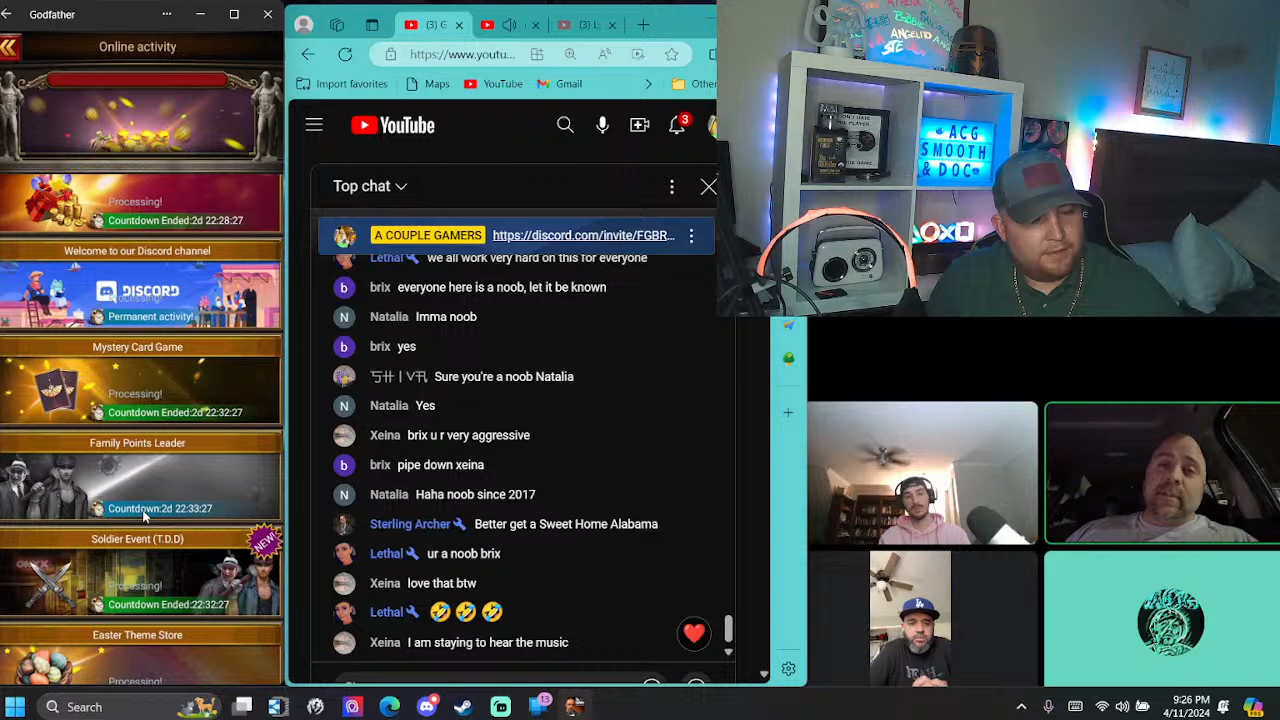 Godfather
Online activity
Processing!
Countdown Ended:2d 22:28:27
Welcome to our Discord channel
DISCORD
Processing!
Permanent activity!
Mystery Card Game
Processing!
Countdown Ended:2d 22:32:27
Family Points Leader
Countdown:2d 22:33:27
Soldier Event (T.D.D)
NEW!
Processing!
Countdown Ended:22:32:27
Easter Theme Store
Processing!
(3)
(3)
https://www.youtu...
Import favorites
Maps
YouTube
Gmail
Other
YouTube
3
Top chat
A COUPLE GAMERS https://discord.com/invite/FGBR...
Lethal we all work very hard on this for everyone
brix everyone here is a noob, let it be known
Natalia Imma noob
brix yes
Sure you're a noob Natalia
Natalia Yes
Xeina brix u r very aggressive
brix pipe down xeina
Natalia Haha noob since 2017
Sterling Archer Better get a Sweet Home Alabama
Lethal ur a noob brix
Xeina love that btw
Lethal 🤣🤣🤣
Xeina I am staying to hear the music
ANGELITO
STE
ACG
SMOOTH
& DOC
LA
Search
13
9:26 PM
4/11/2024